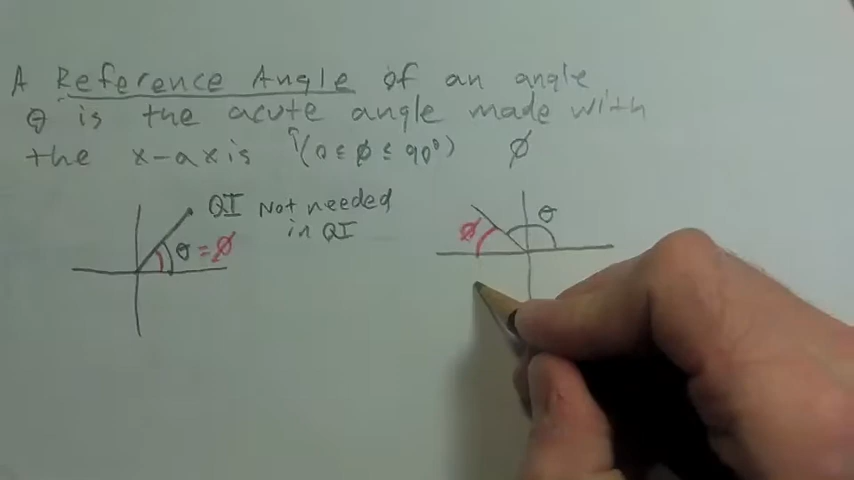 A Reference Angle of an angle
θ is the acute angle made with
the x-axis (0 ≤ ϕ ≤ 90°) ϕ
QI Not needed
in QI
θ = ϕ
ϕ θ